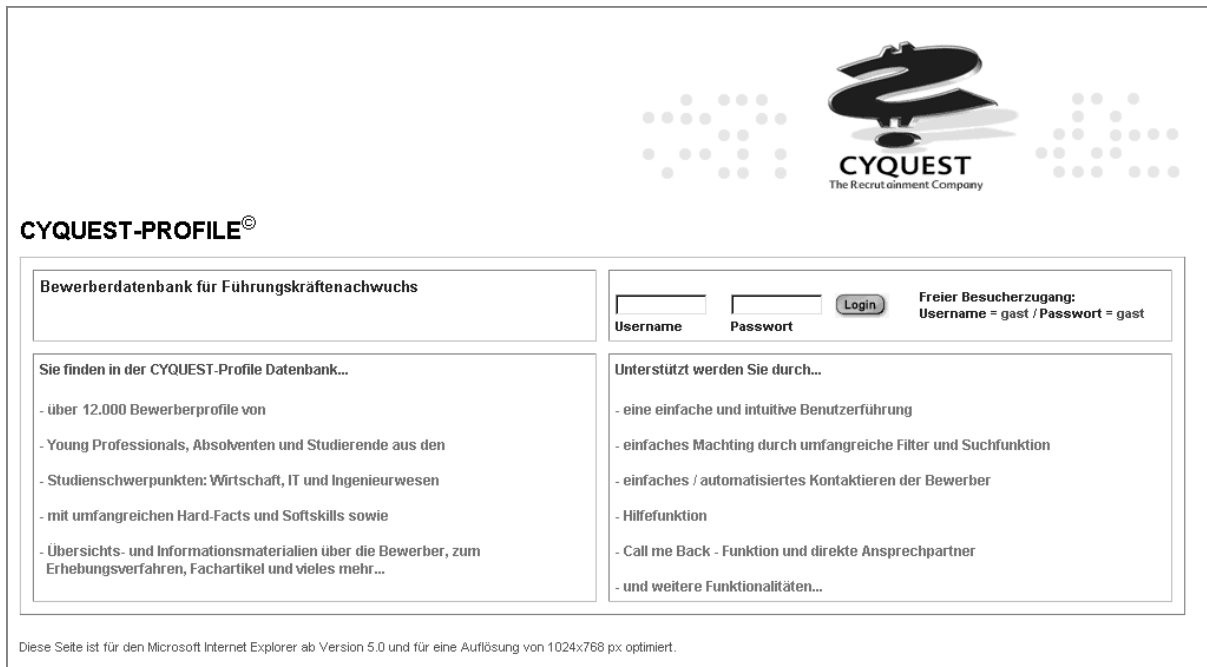 CYQUEST
The Recrutainment Company
CYQUEST-PROFILE©
Bewerberdatenbank für Führungskräftenachwuchs
Login
Freier Besucherzugang:
Username = gast / Passwort = gast
Username
Passwort
Sie finden in der CYQUEST-Profile Datenbank...
- über 12.000 Bewerberprofile von
- Young Professionals, Absolventen und Studierende aus den
- Studienschwerpunkten: Wirtschaft, IT und Ingenieurwesen
- mit umfangreichen Hard-Facts und Softskills sowie
- Übersichts- und Informationsmaterialien über die Bewerber, zum
Erhebungsverfahren, Fachartikel und vieles mehr...
Unterstützt werden Sie durch...
- eine einfache und intuitive Benutzerführung
- einfaches Machting durch umfangreiche Filter und Suchfunktion
- einfaches / automatisiertes Kontaktieren der Bewerber
- Hilfefunktion
- Call me Back - Funktion und direkte Ansprechpartner
- und weitere Funktionalitäten...
Diese Seite ist für den Microsoft Internet Explorer ab Version 5.0 und für eine Auflösung von 1024x768 px optimiert.